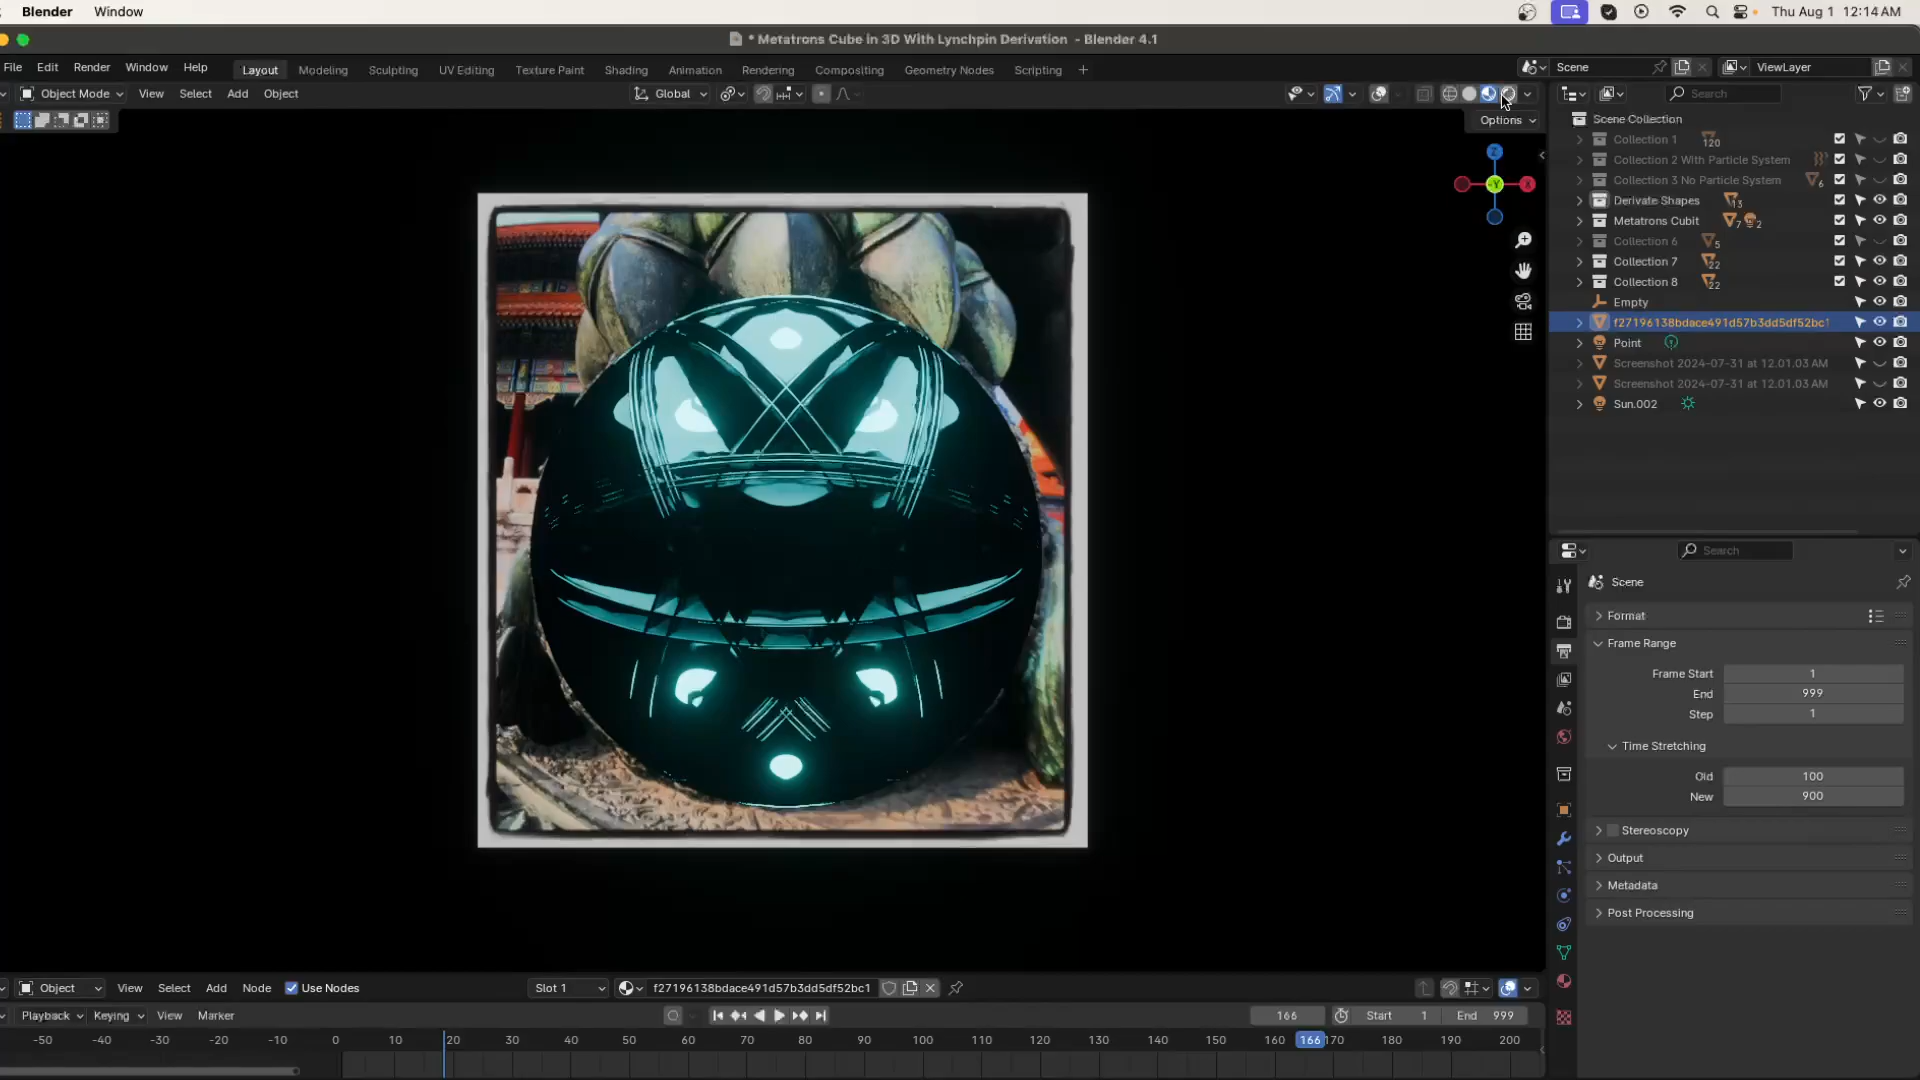 Blender Window Thu Aug 1 12:14 AM
* Metatrons Cube in 3D With Lynchpin Derivation - Blender 4.1
File Edit Render Window Help Layout Modeling Sculpting UV Editing Texture Paint Shading Animation Rendering Compositing Geometry Nodes Scripting + Scene ViewLayer
Object Mode View Select Add Object Global Search
Options
Z
Y
X
Scene Collection
Collection 1 120
Collection 2 With Particle System
Collection 3 No Particle System 6
Derivate Shapes 13
Metatrons Cubit 7 2
Collection 6 5
Collection 7 22
Collection 8 22
Empty
f27196138bdace491d57b3dd5df52bc1
Point
Screenshot 2024-07-31 at 12.01.03 AM
Screenshot 2024-07-31 at 12.01.03 AM
Sun.002
Search
Scene
Format
Frame Range
Frame Start 1
End 999
Step 1
Time Stretching
Old 100
New 900
Stereoscopy
Output
Metadata
Post Processing
Object View Select Add Node Use Nodes Slot 1 f27196138bdace491d57b3dd5df52bc1
Playback Keying View Marker 166 Start 1 End 999
-50 -40 -30 -20 -10 0 10 20 30 40 50 60 70 80 90 100 110 120 130 140 150 160 166 170 180 190 200